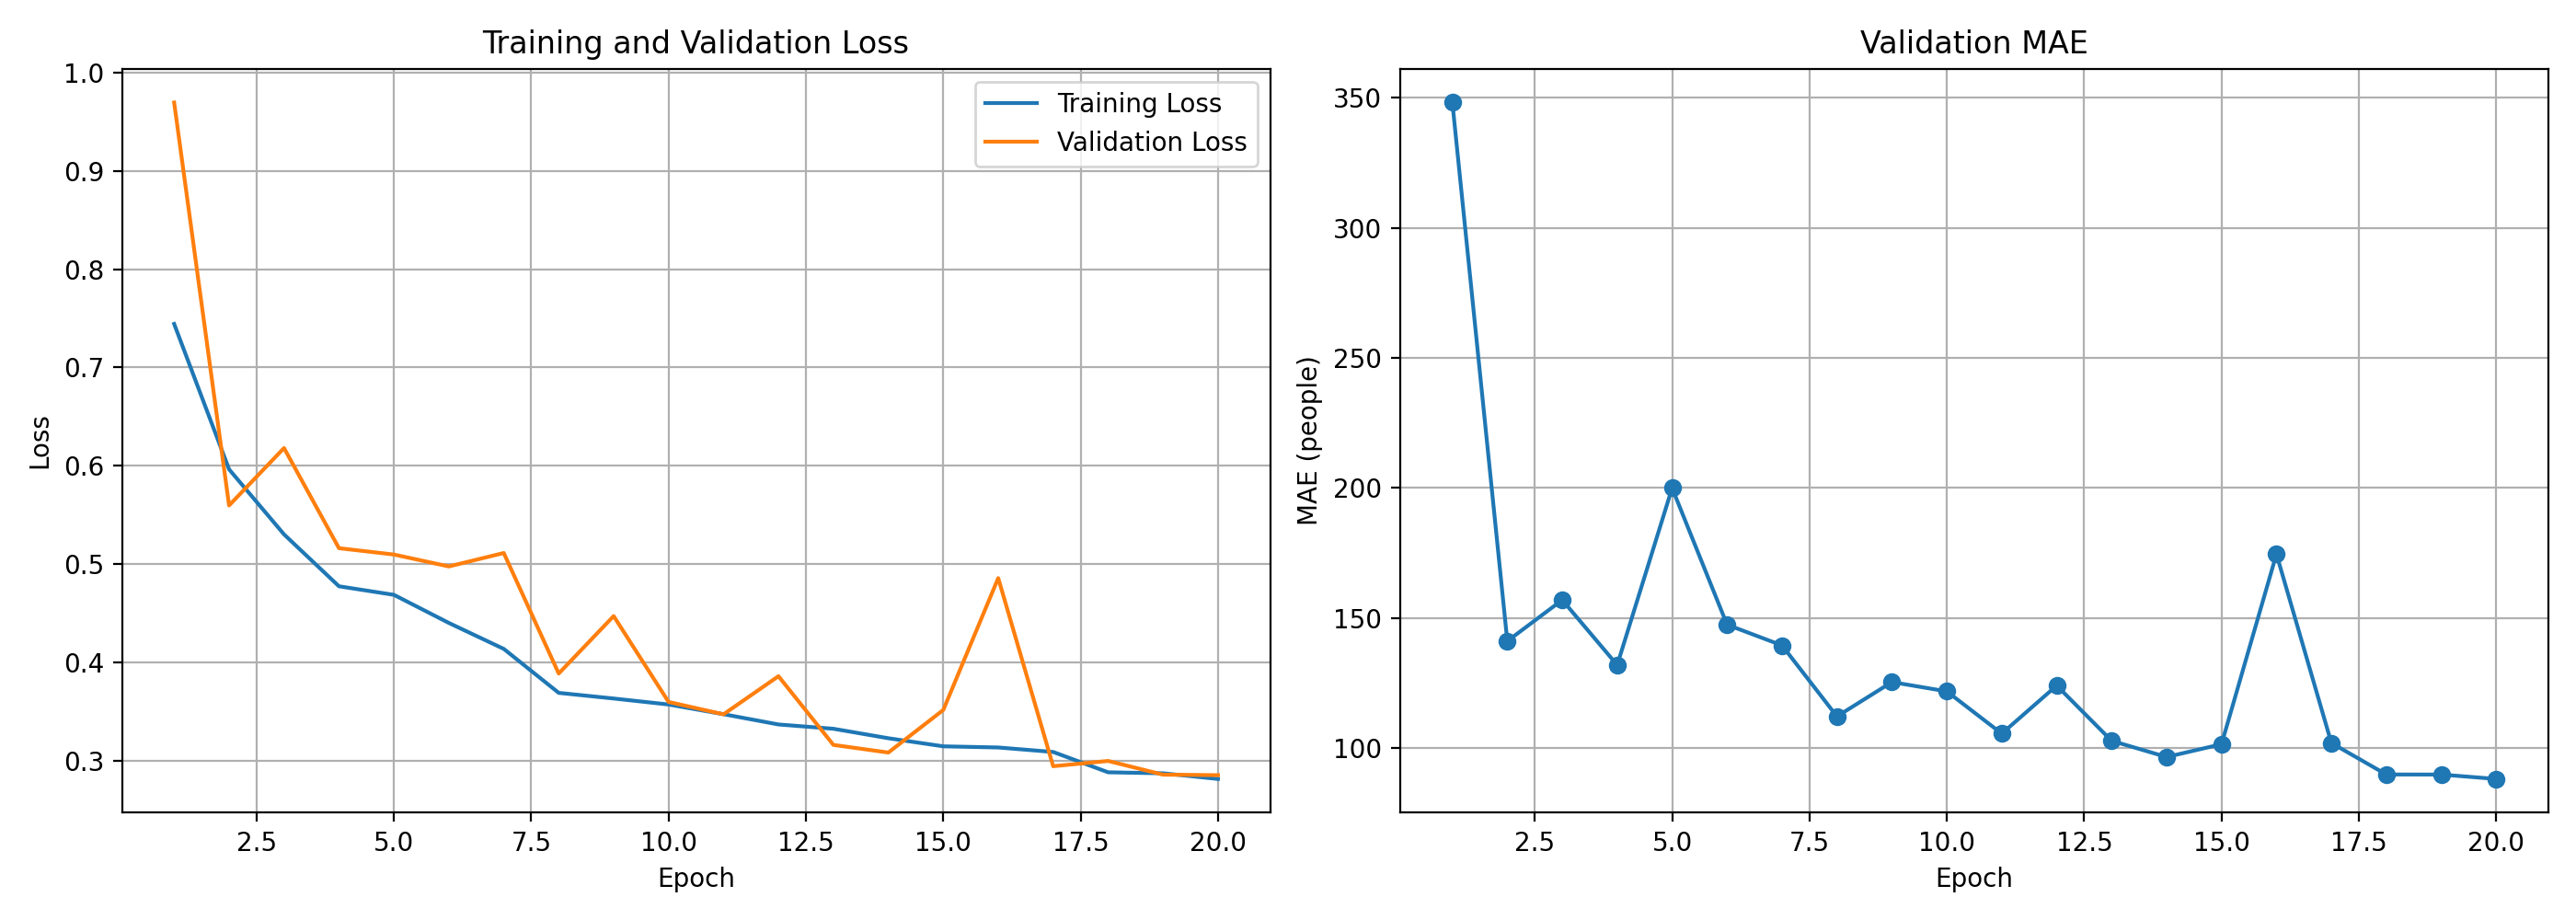 Training and Validation Loss
1.0
0.9
0.8
0.7
0.6
0.5
0.4
0.3
Loss
Training Loss
Validation Loss
2.5 5.0 7.5 10.0 12.5 15.0 17.5 20.0
Epoch
Validation MAE
350
300
250
200
150
100
MAE (people)
2.5 5.0 7.5 10.0 12.5 15.0 17.5 20.0
Epoch